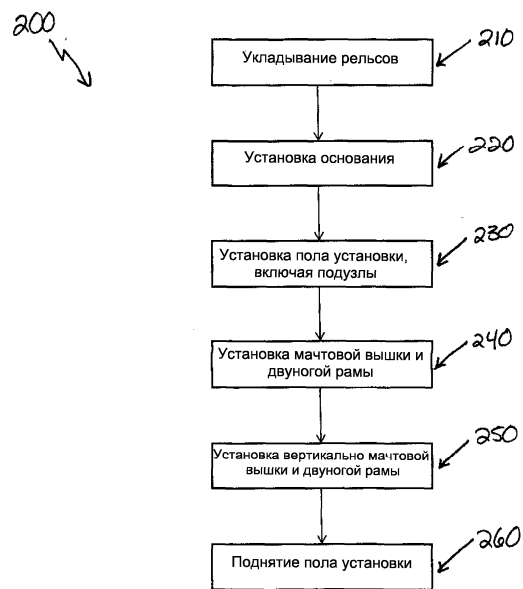 200
Укладывание рельсов
210
Установка основания
220
Установка пола установки,
включая подузлы
230
Установка мачтовой вышки и
двуногой рамы
240
Установка вертикально мачтовой
вышки и двуногой рамы
250
Поднятие пола установки
260